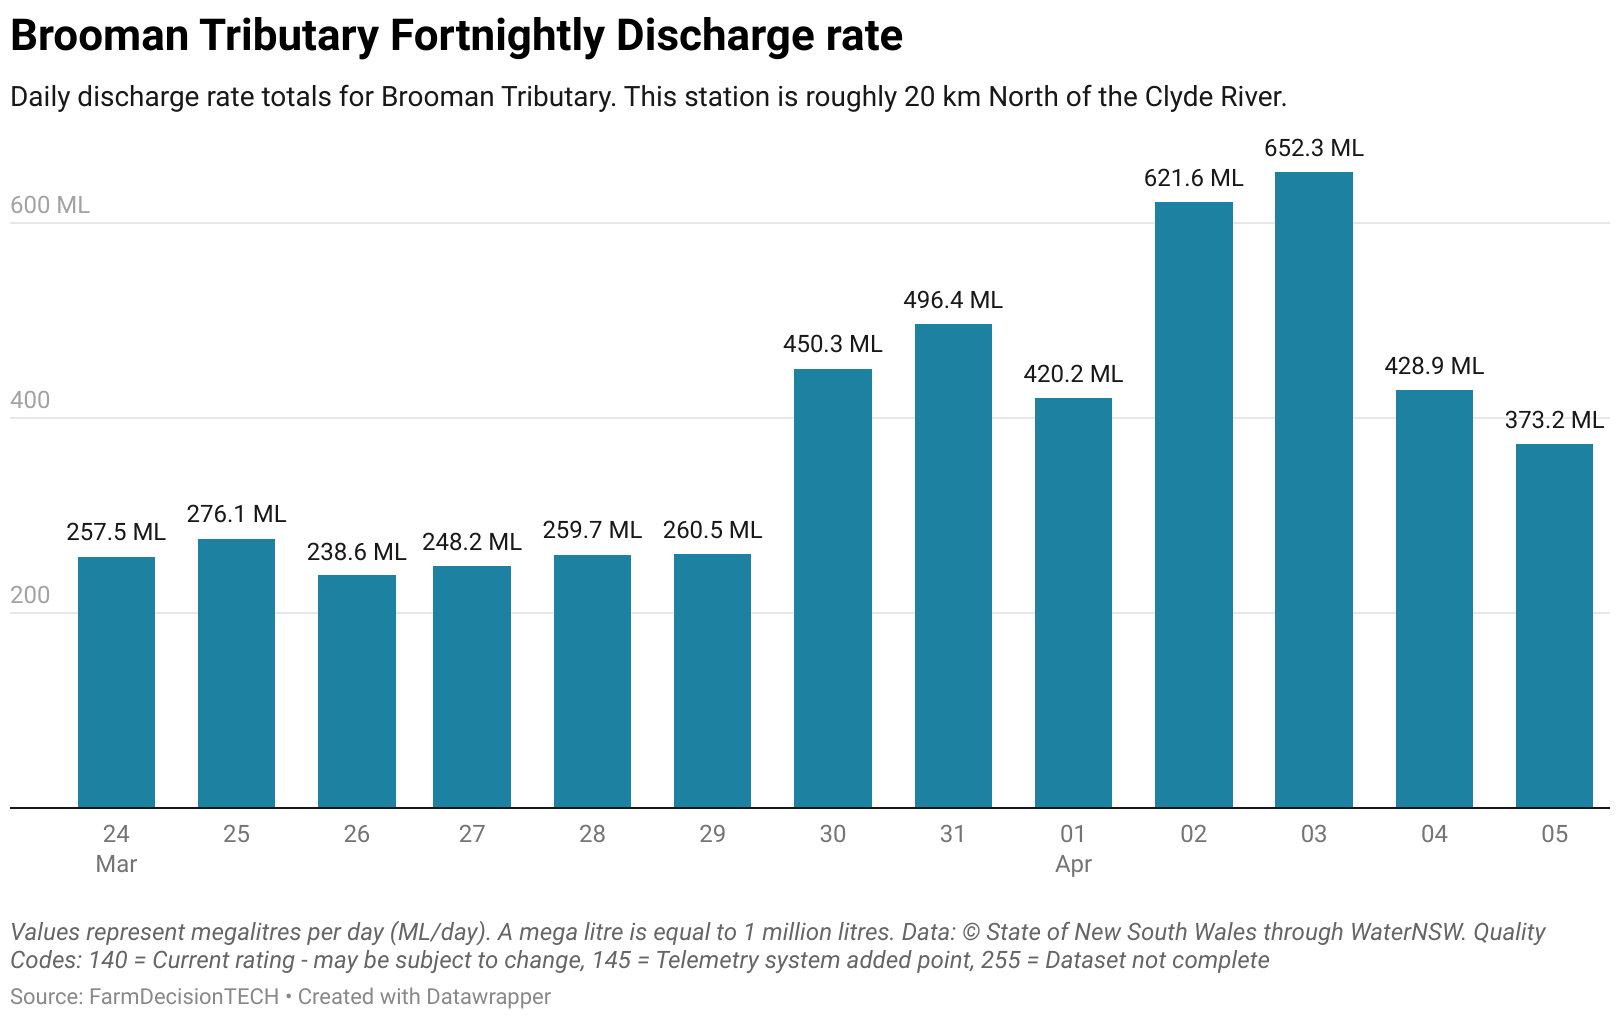 Brooman Tributary Fortnightly Discharge rate
Daily discharge rate totals for Brooman Tributary. This station is roughly 20 km North of the Clyde River.
600 ML
400
200
257.5 ML
276.1 ML
238.6 ML
248.2 ML
259.7 ML
260.5 ML
450.3 ML
496.4 ML
420.2 ML
621.6 ML
652.3 ML
428.9 ML
373.2 ML
24 25 26 27 28 29 30 31 01 02 03 04 05
Mar Apr
Values represent megalitres per day (ML/day). A mega litre is equal to 1 million litres. Data: © State of New South Wales through WaterNSW. Quality
Codes: 140 = Current rating - may be subject to change, 145 = Telemetry system added point, 255 = Dataset not complete
Source: FarmDecisionTECH • Created with Datawrapper